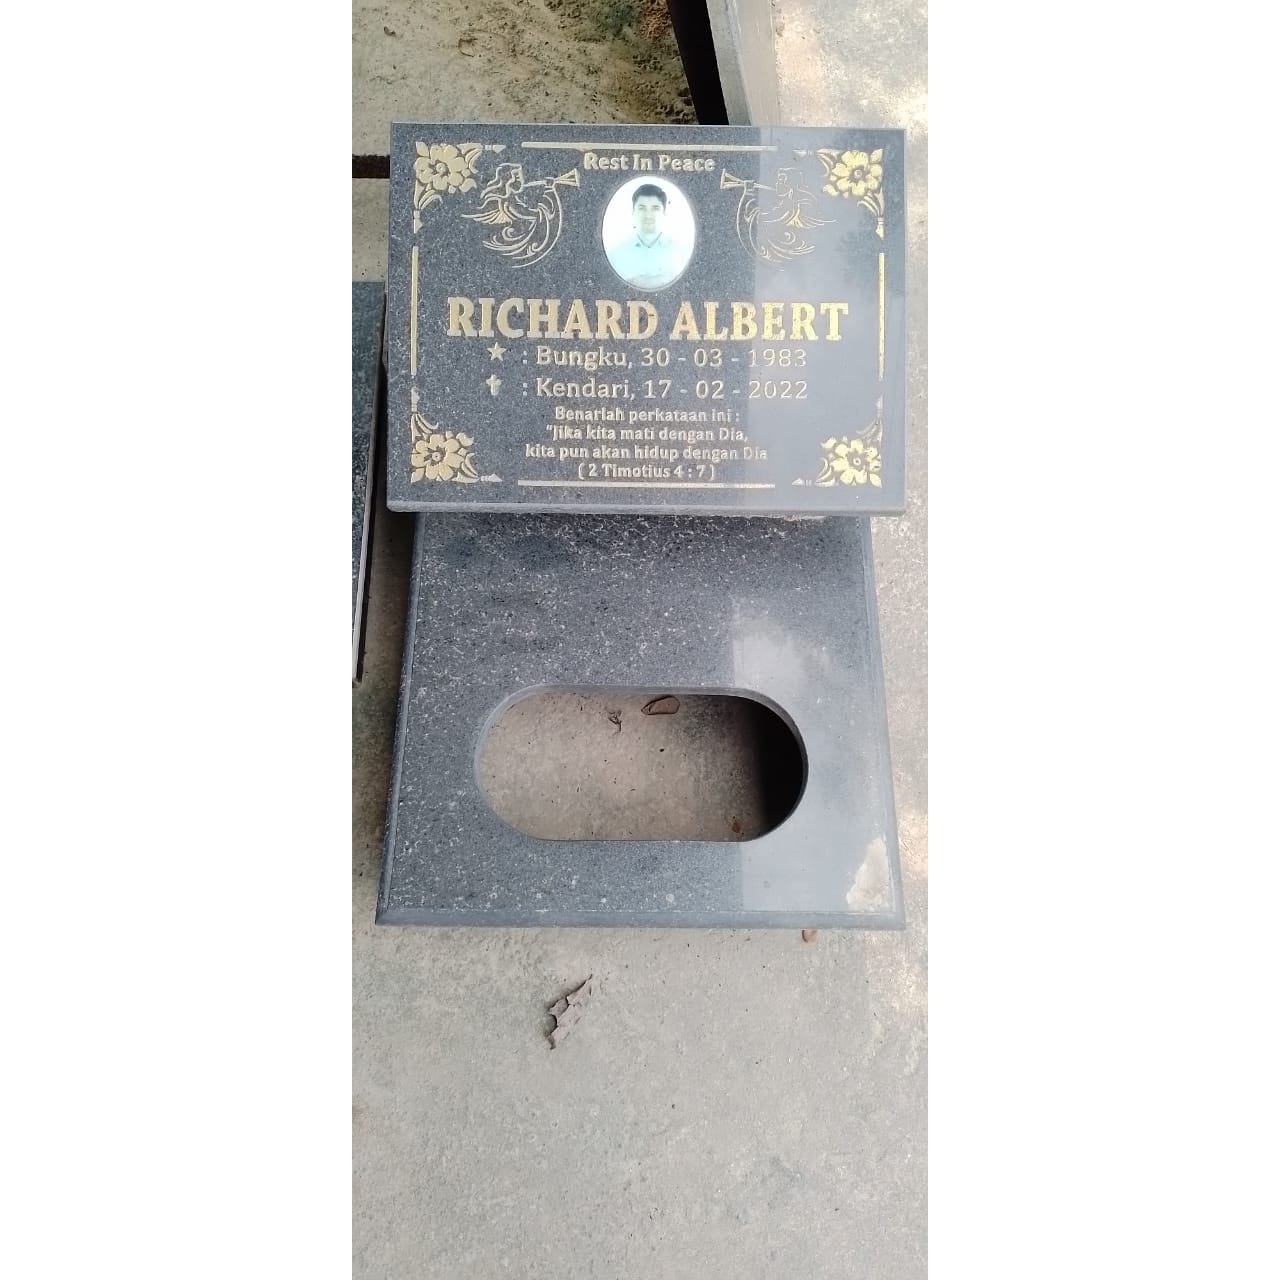 Rest In Peace
RICHARD ALBERT
★ : Bungku, 30 - 03 - 1983
✝ : Kendari, 17 - 02 - 2022
Benarlah perkataan ini :
"Jika kita mati dengan Dia,
kita pun akan hidup dengan Dia
( 2 Timotius 4 : 7 )